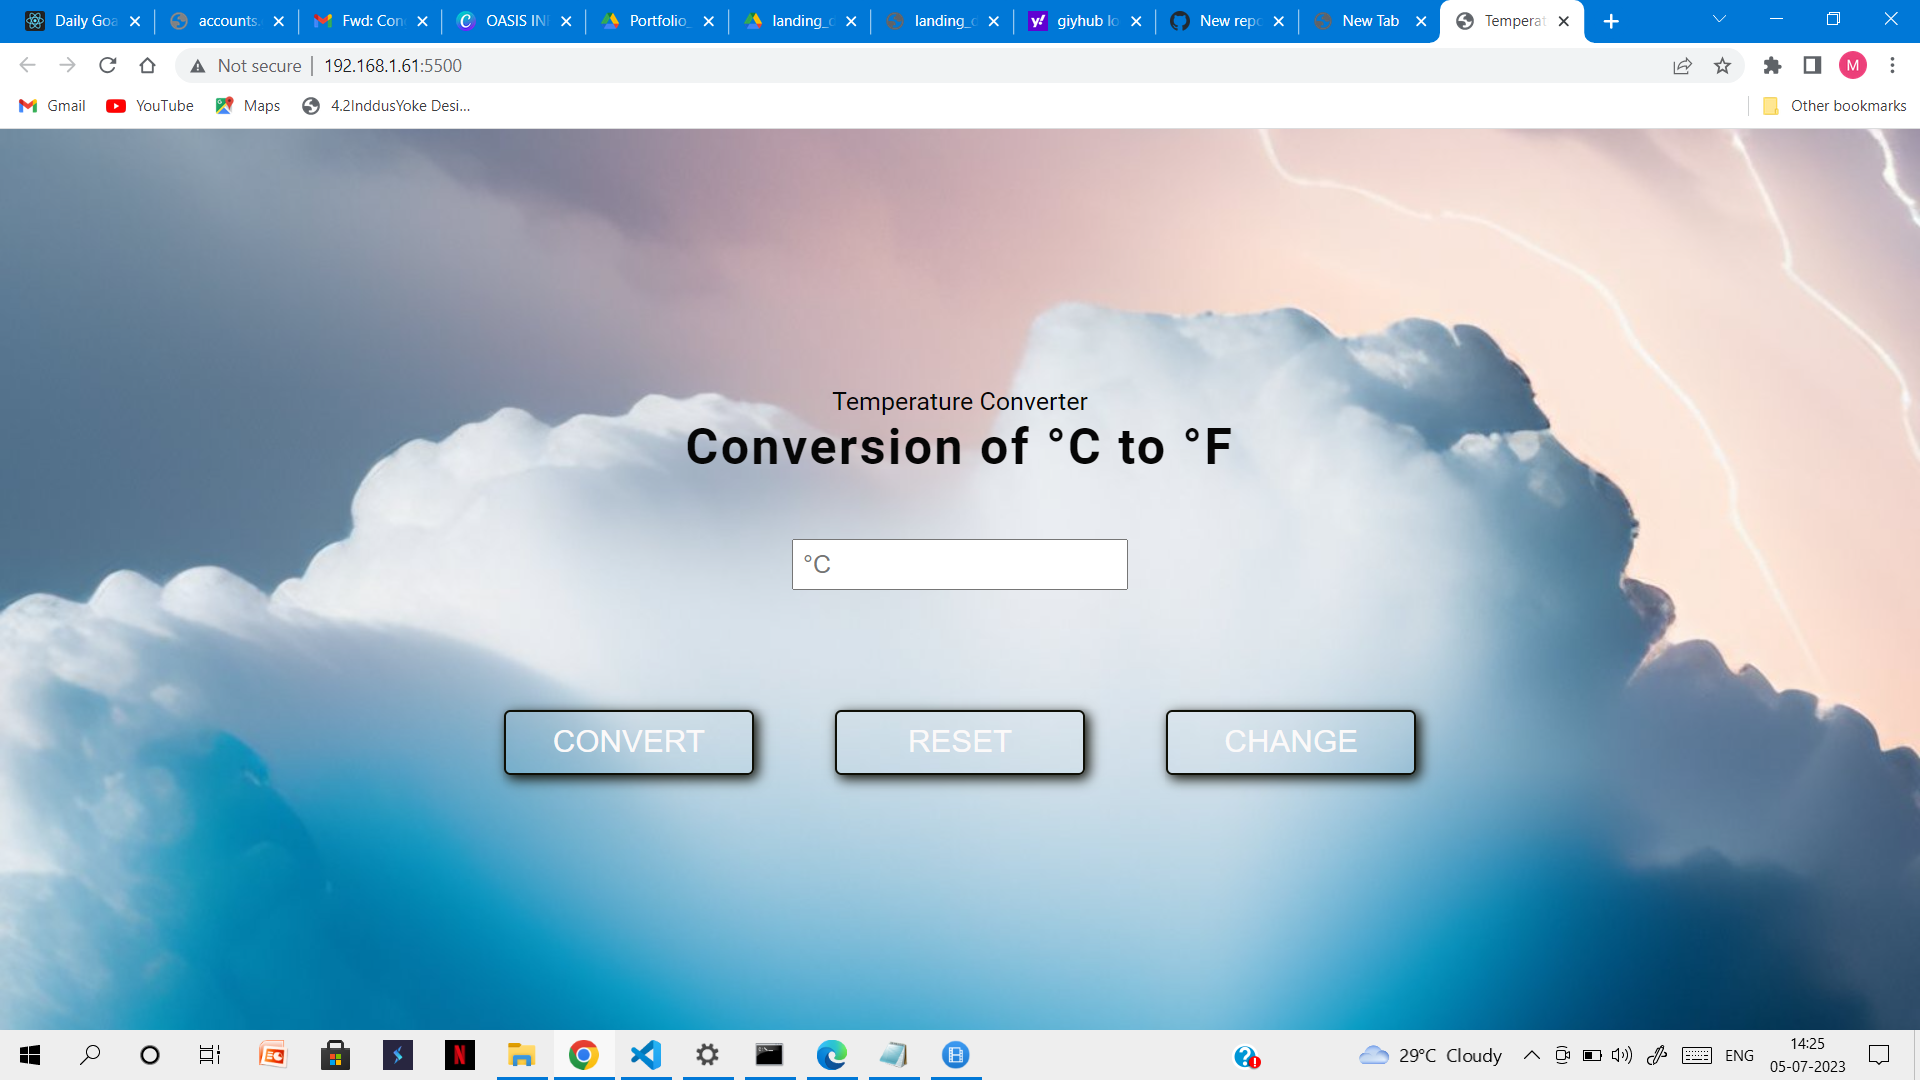 Daily Goa
accounts.
Fwd: Con
OASIS IN
Portfolio_
landing_c
landing_c
giyhub lo
New repo
New Tab
Temperat
Not secure
192.168.1.61:5500
M
Gmail
YouTube
Maps
4.2InddusYoke Desi...
Other bookmarks
Temperature Converter
Conversion of °C to °F
°C
CONVERT
RESET
CHANGE
29°C Cloudy
ENG
14:25
05-07-2023